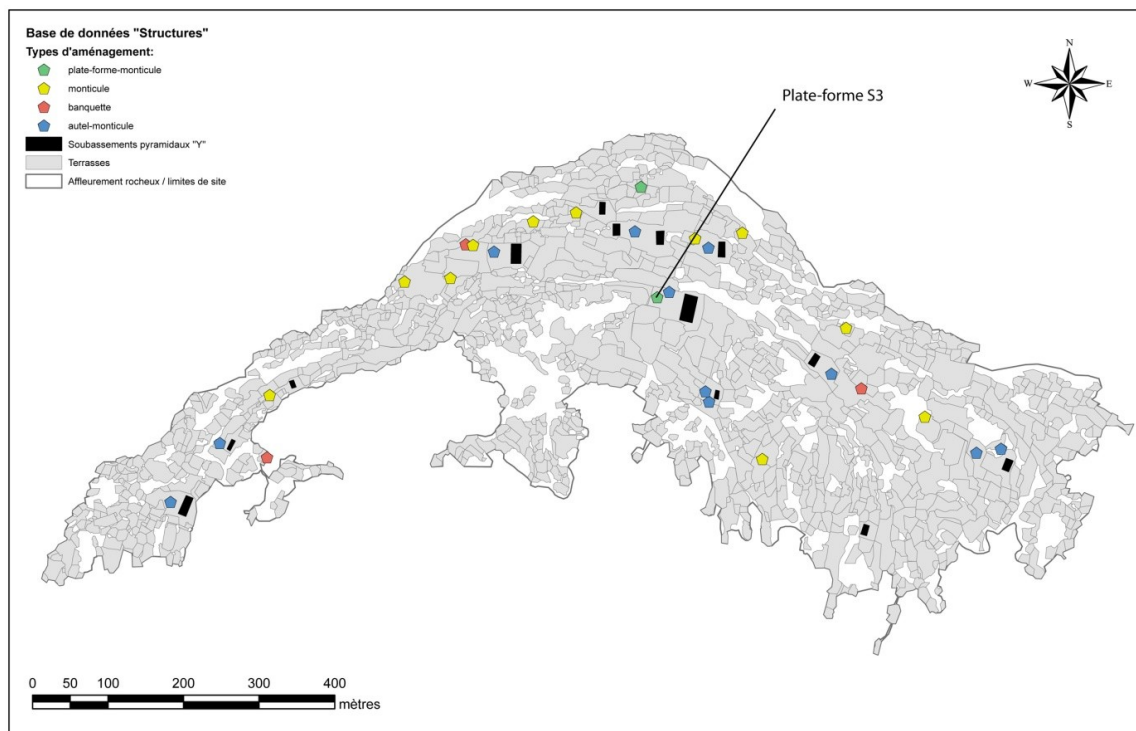 Base de données "Structures"
Types d'aménagement:
plate-forme-monticule
monticule
banquette
autel-monticule
Soubassements pyramidaux "Y"
Terrasses
Affleurement rocheux / limites de site
N
W E
S
Plate-forme S3
0 50 100 200 300 400
mètres